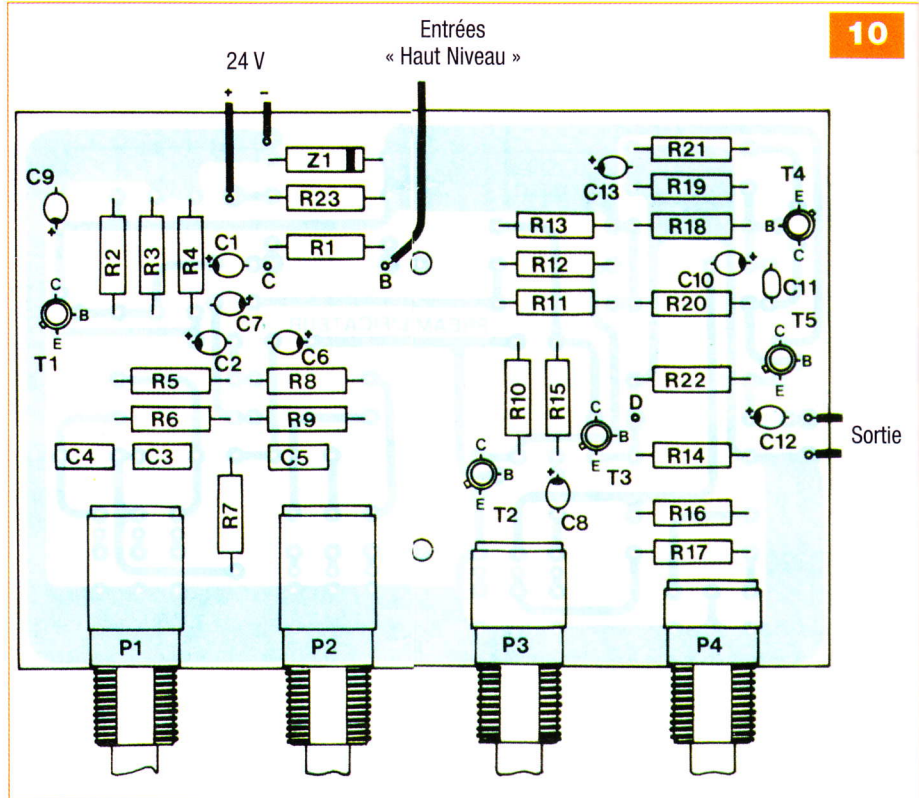 10
Entrées
« Haut Niveau »
24 V
+ -
Z1
R23
R1
C9
+
R2
R3
R4
C1
+
C
B
C7
+
C
B
E
T1
+
C2
C6
+
R5
R8
R6
R9
C4
C3
C5
R7
P1
P2
R21
+
C13
R19
T4
E
B
C
R13
R18
R12
C10
+
C11
R11
R20
T5
C
B
E
R10
R15
R22
D
C
B
E
T3
+
C12
Sortie
R14
C
B
E
T2
+
C8
R16
R17
P3
P4